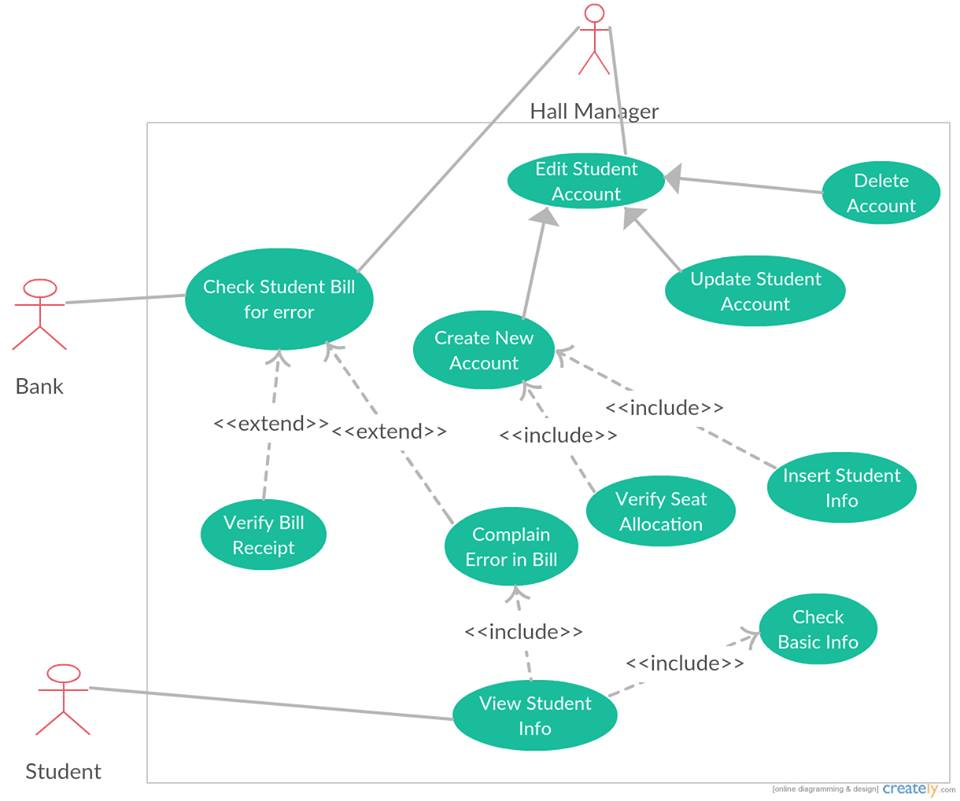 Hall Manager
Edit Student
Account
Delete
Account
Check Student Bill
for error
Update Student
Account
Bank
Create New
Account
<<extend>>
<<extend>>
<<include>>
<<include>>
Insert Student
Info
Verify Seat
Allocation
Verify Bill
Receipt
Complain
Error in Bill
Check
Basic Info
<<include>>
<<include>>
View Student
Info
Student
[online diagramming & design] creately.com